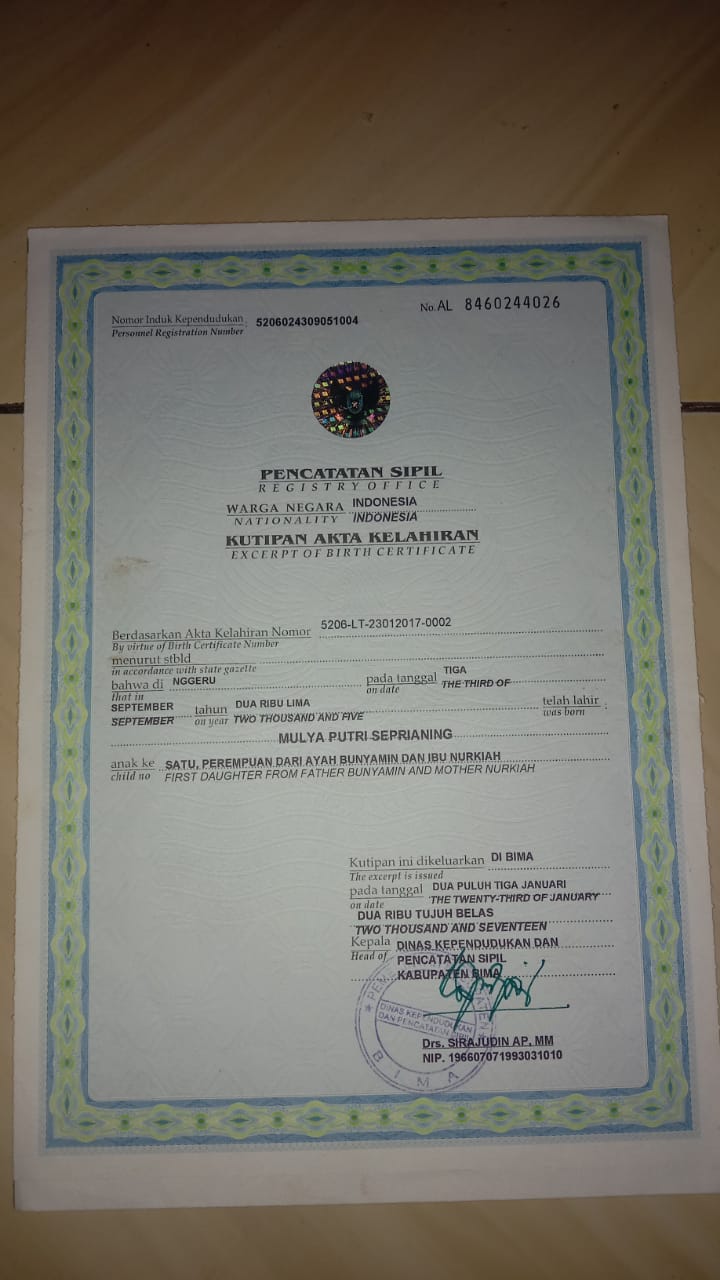 No. AL 8460244026
Nomor Induk Kependudukan : 5206024309051004
Personnel Registration Number
PENCATATAN SIPIL
REGISTRY OFFICE
WARGA NEGARA INDONESIA
NATIONALITY INDONESIA
KUTIPAN AKTA KELAHIRAN
EXCERPT OF BIRTH CERTIFICATE
Berdasarkan Akta Kelahiran Nomor 5206-LT-23012017-0002
By virtue of Birth Certificate Number
menurut stbld
in accordance with state gazette
bahwa di NGGERU pada tanggal TIGA
that in on date THE THIRD OF
SEPTEMBER tahun DUA RIBU LIMA telah lahir
SEPTEMBER on year TWO THOUSAND AND FIVE was born
MULYA PUTRI SEPRIANING
anak ke SATU, PEREMPUAN DARI AYAH BUNYAMIN DAN IBU NURKIAH
child no FIRST DAUGHTER FROM FATHER BUNYAMIN AND MOTHER NURKIAH
Kutipan ini dikeluarkan DI BIMA
The excerpt is issued
pada tanggal DUA PULUH TIGA JANUARI
on date THE TWENTY-THIRD OF JANUARY
DUA RIBU TUJUH BELAS
TWO THOUSAND AND SEVENTEEN
Kepala DINAS KEPENDUDUKAN DAN
Head of PENCATATAN SIPIL
KABUPATEN BIMA
DINAS KEPENDUDUKAN
DAN PENCATATAN SIPIL
BIMA
Drs. SIRAJUDIN AP, MM
NIP. 196607071993031010